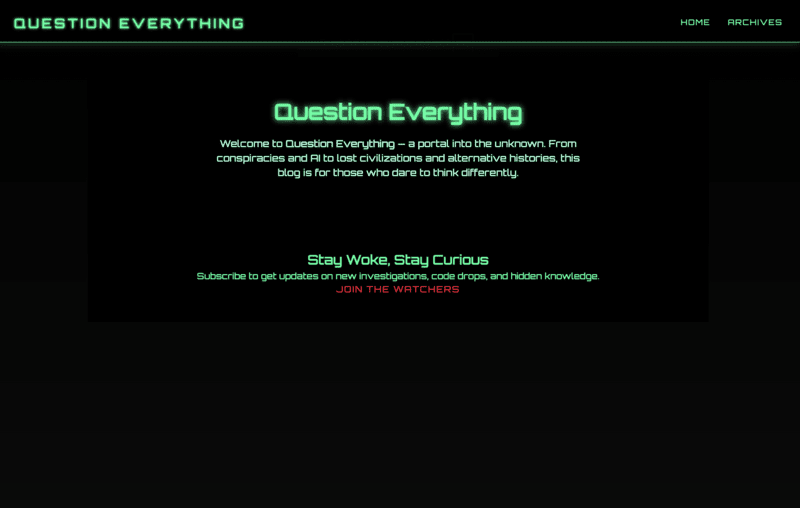 QUESTION EVERYTHING
HOME ARCHIVES
Question Everything
Welcome to Question Everything — a portal into the unknown. From
conspiracies and AI to lost civilizations and alternative histories, this
blog is for those who dare to think differently.
Stay Woke, Stay Curious
Subscribe to get updates on new investigations, code drops, and hidden knowledge.
JOIN THE WATCHERS